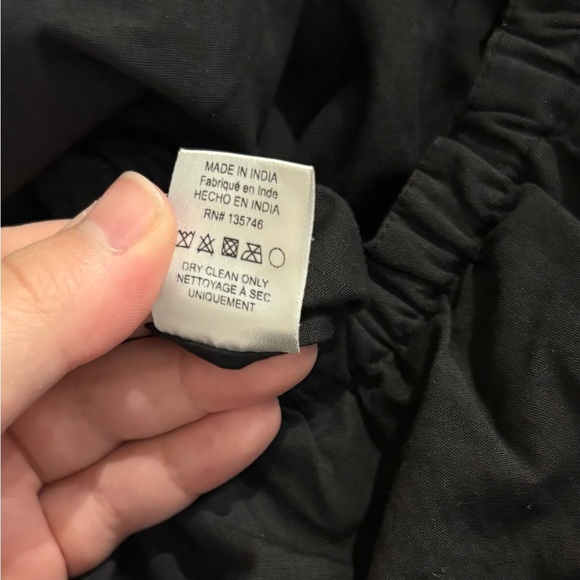 MADE IN INDIA
Fabriqué en Inde
HECHO EN INDIA
RN# 135746
DRY CLEAN ONLY
NETTOYAGE À SEC
UNIQUEMENT